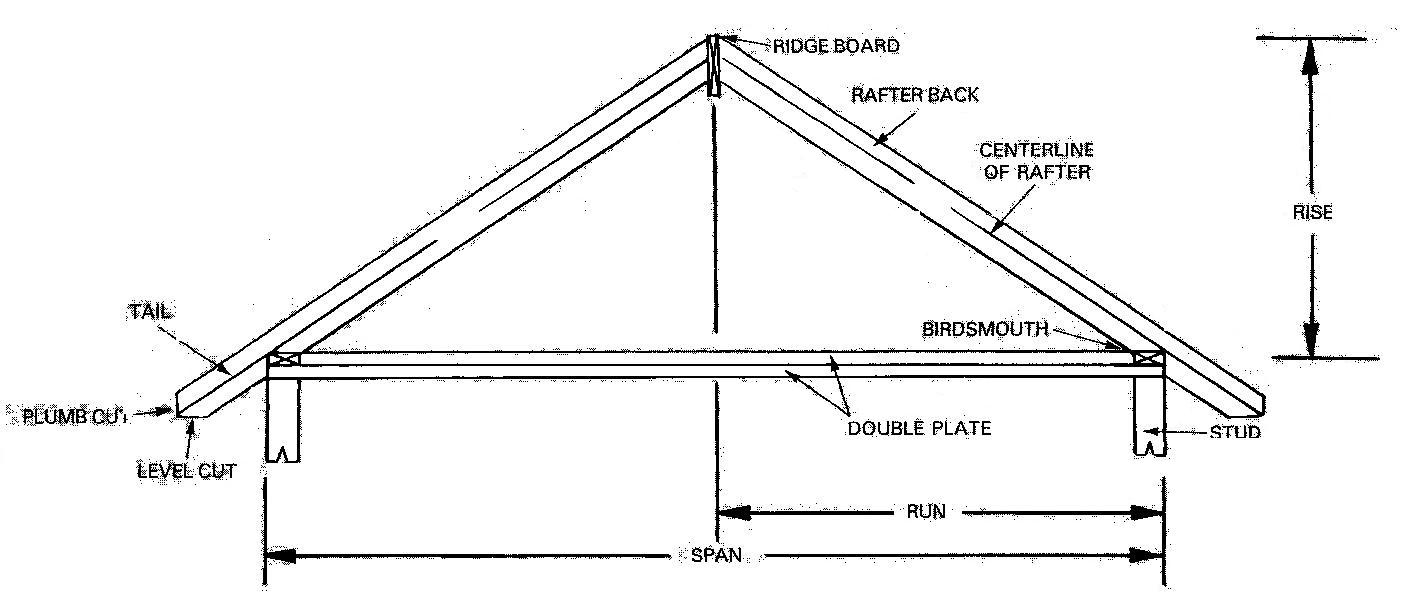 RIDGE BOARD
RAFTER BACK
CENTERLINE
OF RAFTER
RISE
TAIL
BIRDSMOUTH
PLUMB CUT
DOUBLE PLATE
STUD
LEVEL CUT
RUN
SPAN